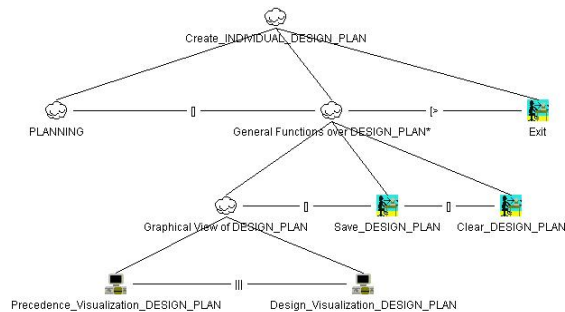 Create_INDIVIDUAL_DESIGN_PLAN
PLANNING [] General Functions over DESIGN_PLAN* [> Exit
Graphical View of DESIGN_PLAN [] Save_DESIGN_PLAN [] Clear_DESIGN_PLAN
Precedence_Visualization_DESIGN_PLAN ||| Design_Visualization_DESIGN_PLAN